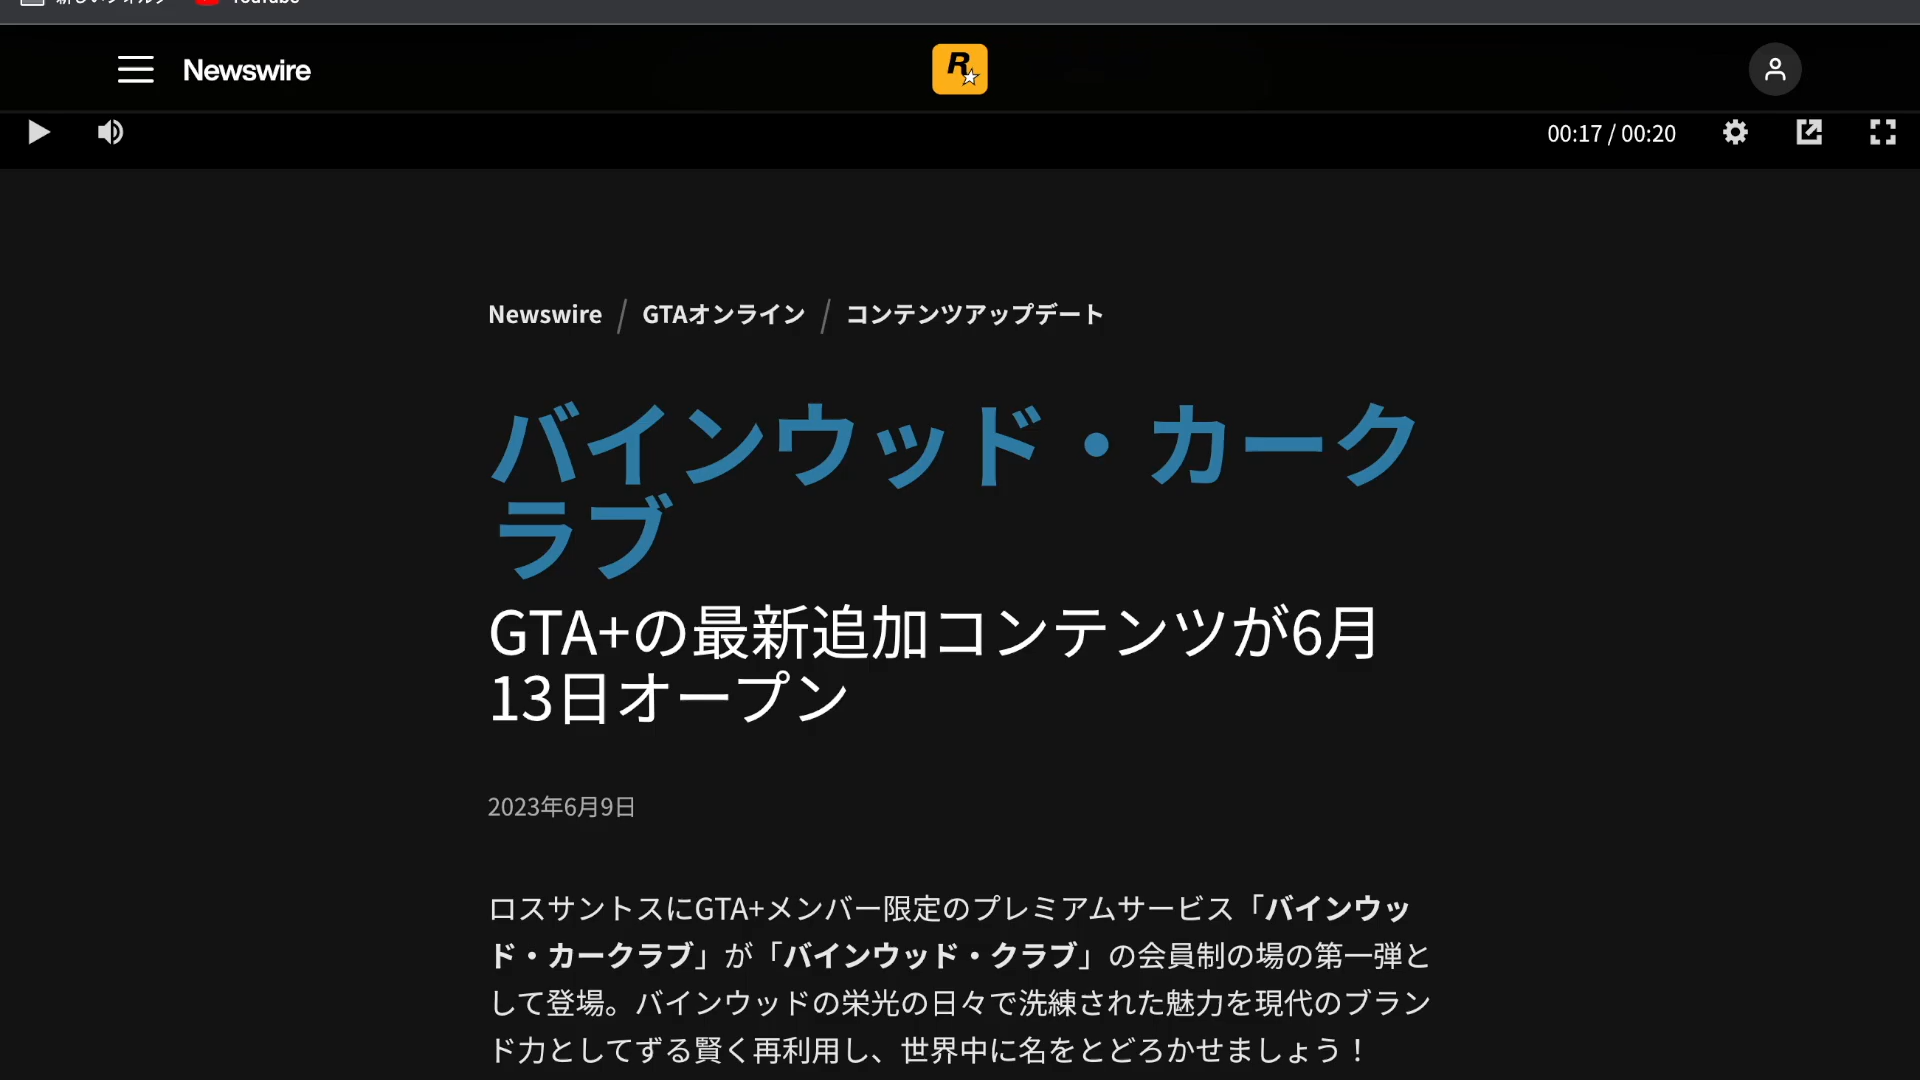 YouTube
Newswire
00:17 / 00:20
Newswire / GTAオンライン / コンテンツアップデート
バインウッド・カーク
ラブ
GTA+の最新追加コンテンツが6月
13日オープン
2023年6月9日
ロスサントスにGTA+メンバー限定のプレミアムサービス「バインウッ
ド・カークラブ」が「バインウッド・クラブ」の会員制の場の第一弾と
して登場。バインウッドの栄光の日々で洗練された魅力を現代のブラン
ド力としてずる賢く再利用し、世界中に名をとどろかせましょう！